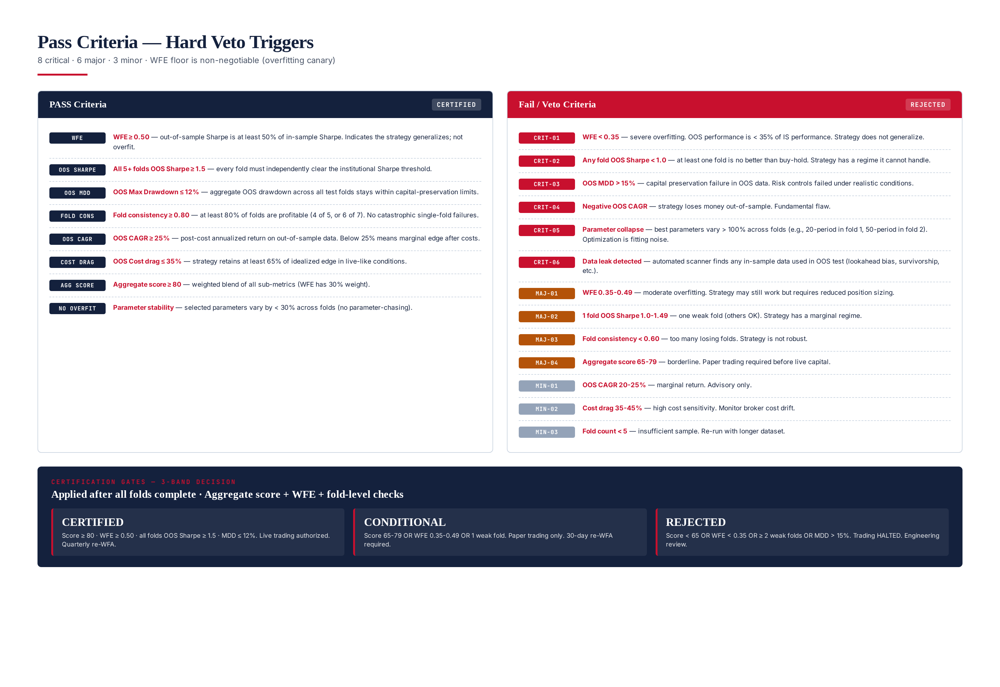 Pass Criteria — Hard Veto Triggers
8 critical · 6 major · 3 minor · WFE floor is non-negotiable (overfitting canary)
PASS Criteria
CERTIFIED
WFE
WFE ≥ 0.50 — out-of-sample Sharpe is at least 50% of in-sample Sharpe. Indicates the strategy generalizes; not
overfit.
OOS SHARPE
All 5+ folds OOS Sharpe ≥ 1.5 — every fold must independently clear the institutional Sharpe threshold.
OOS MDD
OOS Max Drawdown ≤ 12% — aggregate OOS drawdown across all test folds stays within capital-preservation limits.
FOLD CONS
Fold consistency ≥ 0.80 — at least 80% of folds are profitable (4 of 5, or 6 of 7). No catastrophic single-fold failures.
OOS CAGR
OOS CAGR ≥ 25% — post-cost annualized return on out-of-sample data. Below 25% means marginal edge after costs.
COST DRAG
OOS Cost drag ≤ 35% — strategy retains at least 65% of idealized edge in live-like conditions.
AGG SCORE
Aggregate score ≥ 80 — weighted blend of all sub-metrics (WFE has 30% weight).
NO OVERFIT
Parameter stability — selected parameters vary by < 30% across folds (no parameter-chasing).
Fail / Veto Criteria
REJECTED
CRIT-01
WFE < 0.35 — severe overfitting. OOS performance is < 35% of IS performance. Strategy does not generalize.
CRIT-02
Any fold OOS Sharpe < 1.0 — at least one fold is no better than buy-hold. Strategy has a regime it cannot handle.
CRIT-03
OOS MDD > 15% — capital preservation failure in OOS data. Risk controls failed under realistic conditions.
CRIT-04
Negative OOS CAGR — strategy loses money out-of-sample. Fundamental flaw.
CRIT-05
Parameter collapse — best parameters vary > 100% across folds (e.g., 20-period in fold 1, 50-period in fold 2).
Optimization is fitting noise.
CRIT-06
Data leak detected — automated scanner finds any in-sample data used in OOS test (lookahead bias, survivorship,
etc.).
MAJ-01
WFE 0.35-0.49 — moderate overfitting. Strategy may still work but requires reduced position sizing.
MAJ-02
1 fold OOS Sharpe 1.0-1.49 — one weak fold (others OK). Strategy has a marginal regime.
MAJ-03
Fold consistency < 0.60 — too many losing folds. Strategy is not robust.
MAJ-04
Aggregate score 65-79 — borderline. Paper trading required before live capital.
MIN-01
OOS CAGR 20-25% — marginal return. Advisory only.
MIN-02
Cost drag 35-45% — high cost sensitivity. Monitor broker cost drift.
MIN-03
Fold count < 5 — insufficient sample. Re-run with longer dataset.
CERTIFICATION GATES — 3-BAND DECISION
Applied after all folds complete · Aggregate score + WFE + fold-level checks
CERTIFIED
Score ≥ 80 · WFE ≥ 0.50 · all folds OOS Sharpe ≥ 1.5 · MDD ≤ 12%. Live trading authorized.
Quarterly re-WFA.
CONDITIONAL
Score 65-79 OR WFE 0.35-0.49 OR 1 weak fold. Paper trading only. 30-day re-WFA
required.
REJECTED
Score < 65 OR WFE < 0.35 OR ≥ 2 weak folds OR MDD > 15%. Trading HALTED. Engineering
review.